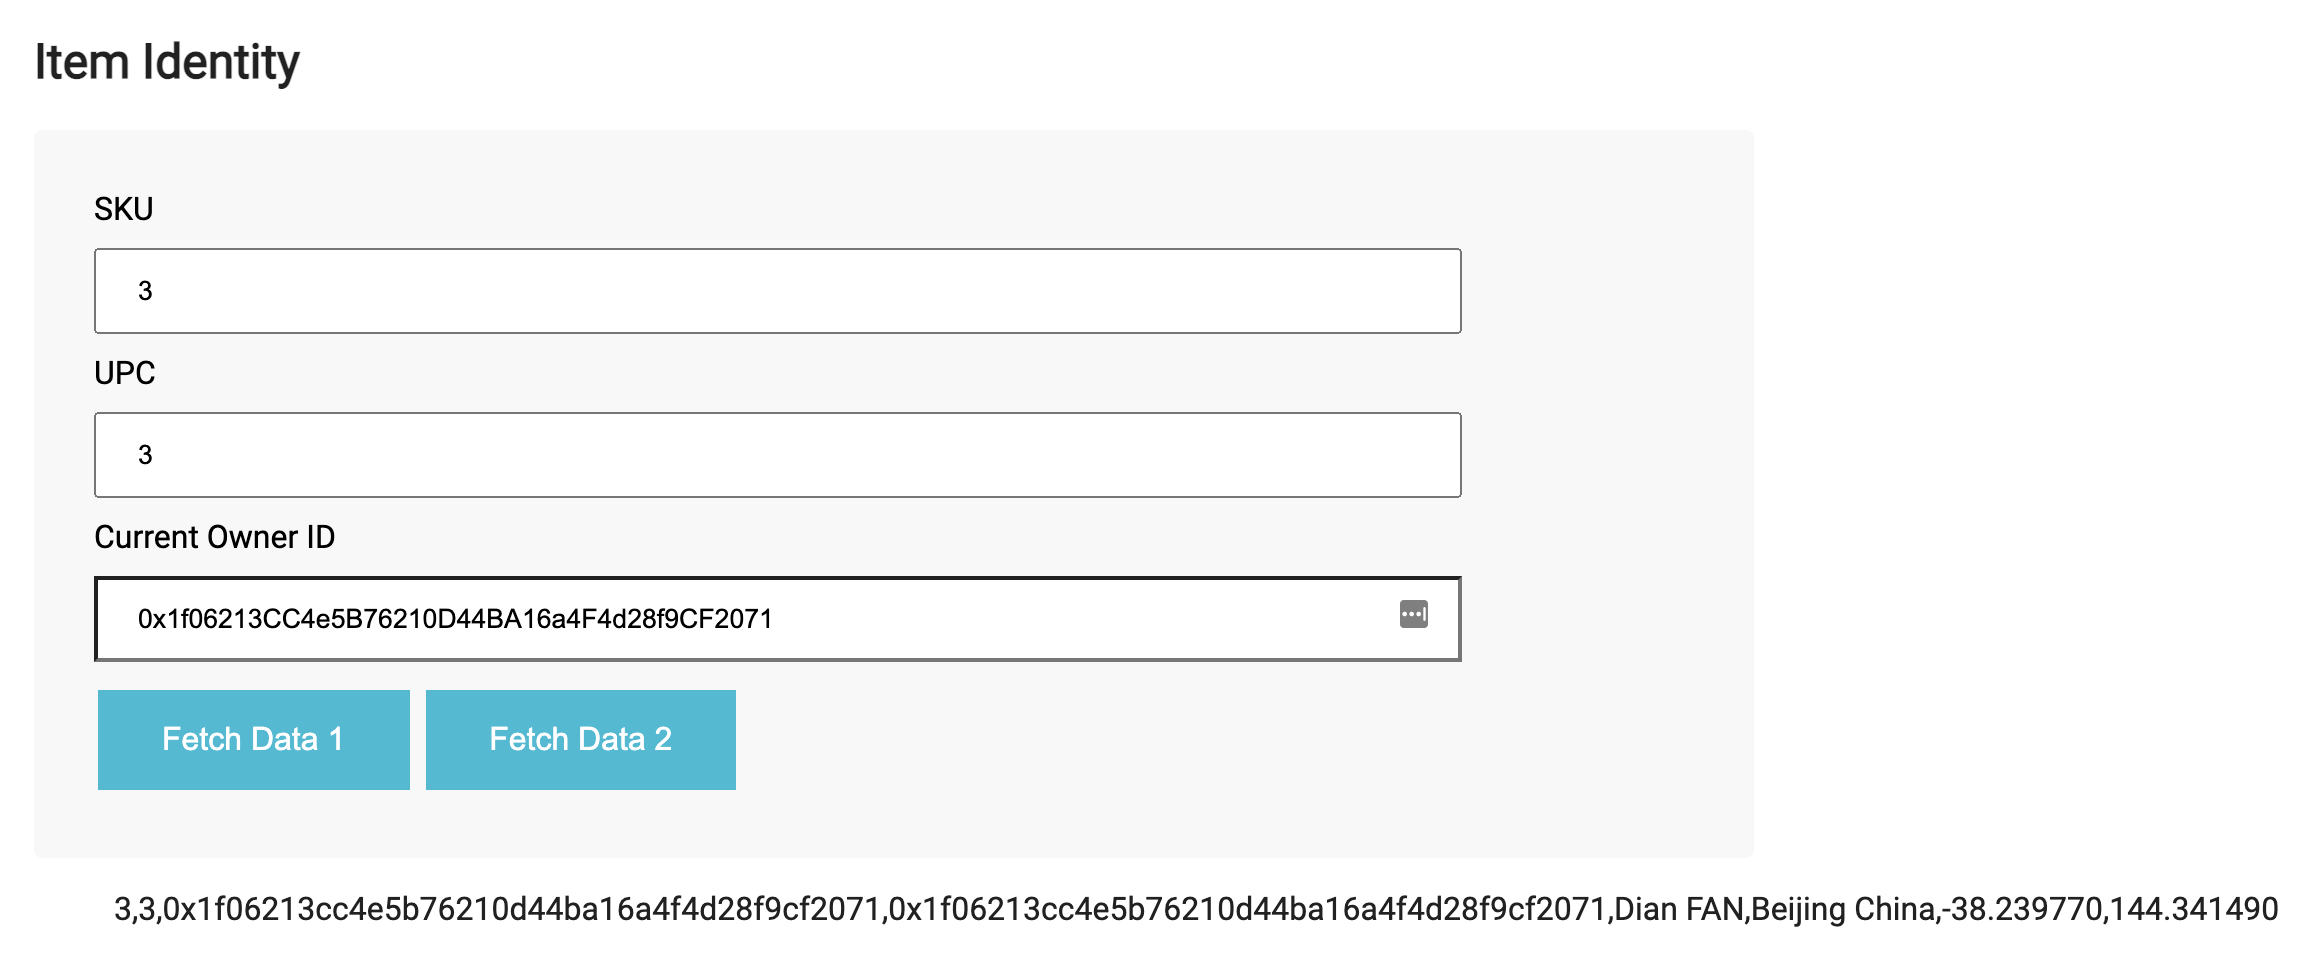 Item Identity
SKU
3
UPC
3
Current Owner ID
0x1f06213CC4e5B76210D44BA16a4F4d28f9CF2071
Fetch Data 1 Fetch Data 2
3,3,0x1f06213cc4e5b76210d44ba16a4f4d28f9cf2071,0x1f06213cc4e5b76210d44ba16a4f4d28f9cf2071,Dian FAN,Beijing China,-38.239770,144.341490